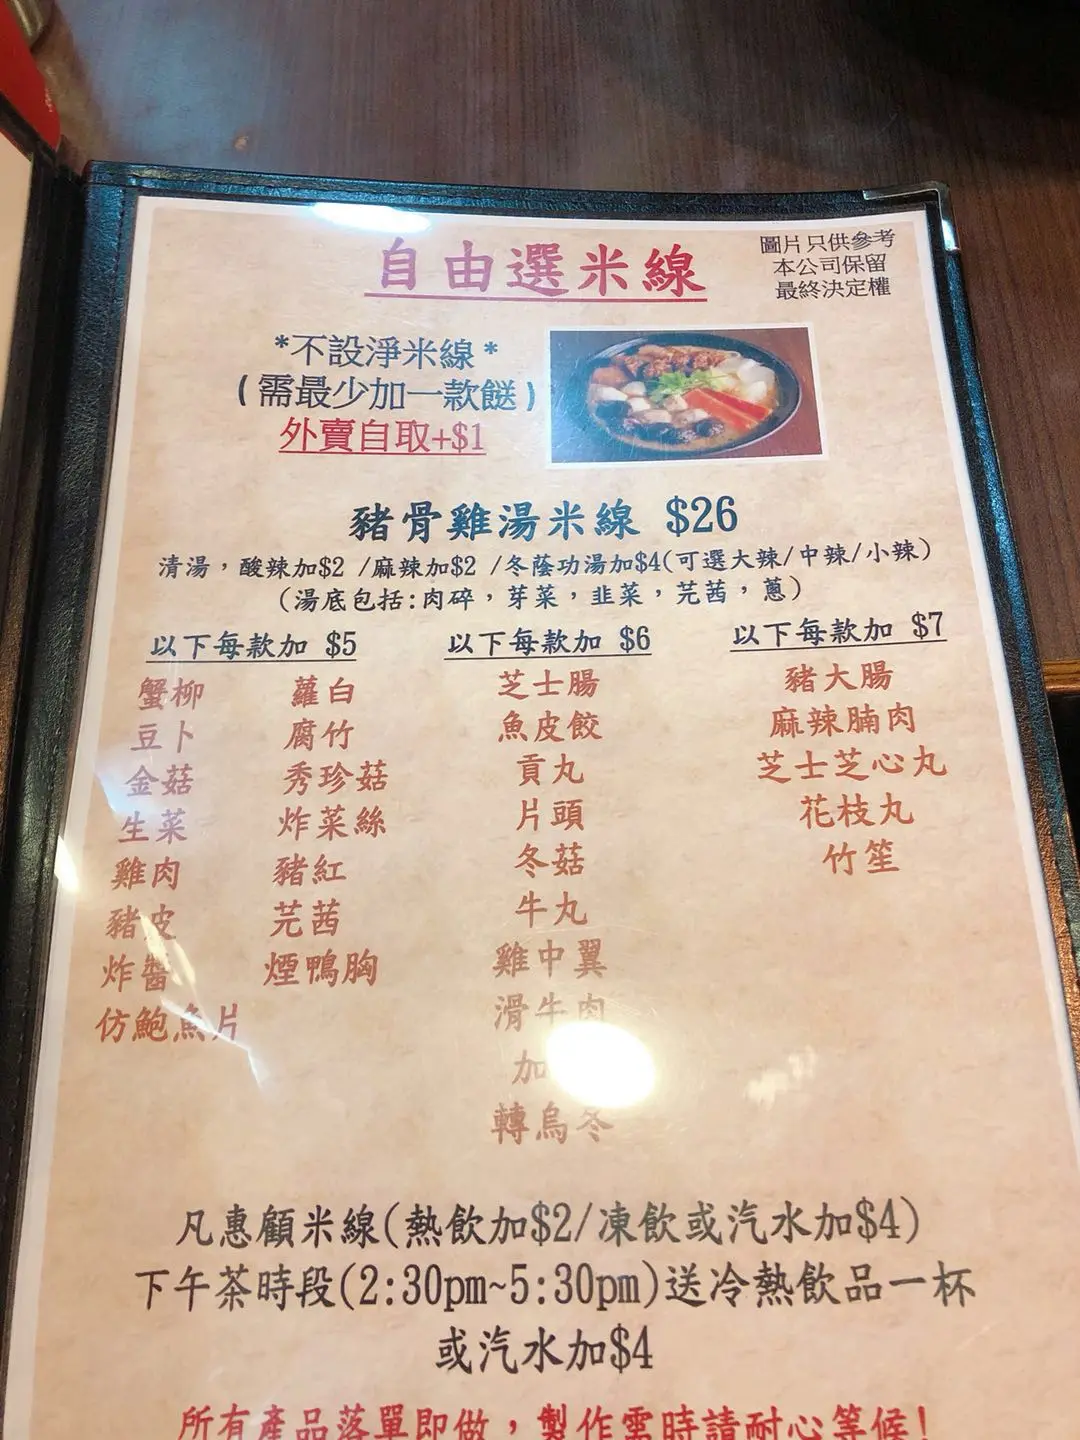 自由選米線
圖片只供參考
本公司保留
最終決定權
*不設淨米線*
(需最少加一款餸)
外賣自取+$1
豬骨雞湯米線 $26
清湯，酸辣加$2 /麻辣加$2 /冬蔭功湯加$4(可選大辣/中辣/小辣)
(湯底包括:肉碎，芽菜，韭菜，芫茜，蔥)
以下每款加 $5
蟹柳 蘿白
豆卜 腐竹
金菇 秀珍菇
生菜 炸菜絲
雞肉 豬紅
豬皮 芫茜
炸醬 煙鴨胸
仿鮑魚片
以下每款加 $6
芝士腸
魚皮餃
貢丸
片頭
冬菇
牛丸
雞中翼
滑牛肉
加
轉烏冬
以下每款加 $7
豬大腸
麻辣腩肉
芝士芝心丸
花枝丸
竹笙
凡惠顧米線(熱飲加$2/凍飲或汽水加$4)
下午茶時段(2:30pm~5:30pm)送冷熱飲品一杯
或汽水加$4
所有產品落單即做，製作需時請耐心等候!